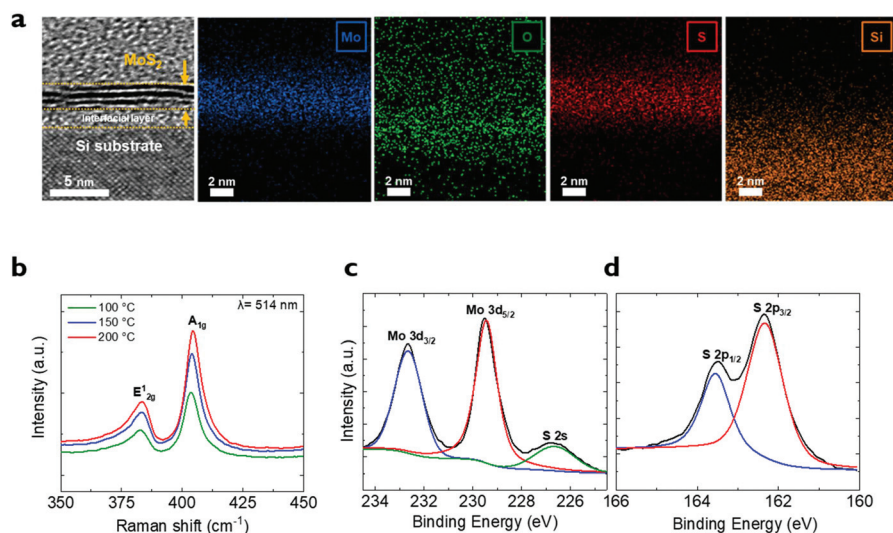 a
MoS2
Interfacial layer
Si substrate
5 nm
Mo
2 nm
O
2 nm
S
2 nm
Si
2 nm
b
100 °C
150 °C
200 °C
λ= 514 nm
A1g
E¹2g
Intensity (a.u.)
350 375 400 425 450
Raman shift (cm⁻¹)
c
Mo 3d3/2
Mo 3d5/2
S 2s
Intensity (a.u.)
234 232 229 228 226
Binding Energy (eV)
d
S 2p3/2
S 2p1/2
166 164 162 160
Binding Energy (eV)